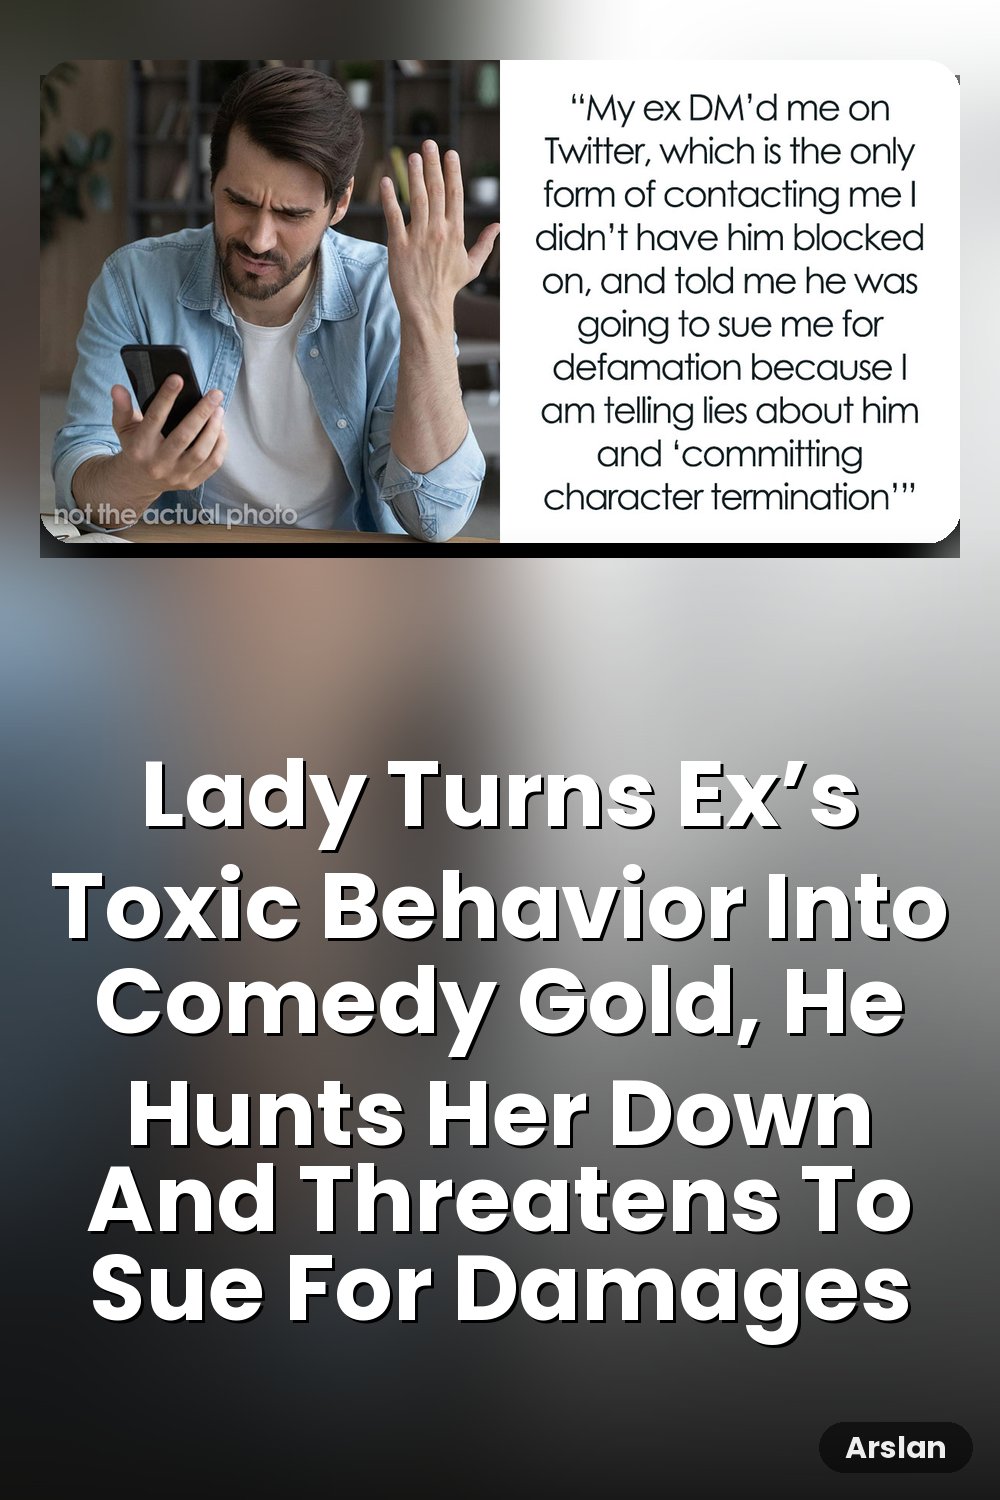 “My ex DM’d me on
Twitter, which is the only
form of contacting me I
didn’t have him blocked
on, and told me he was
going to sue me for
defamation because I
am telling lies about him
and ‘committing
character termination’”
not the actual photo
Lady Turns Ex’s
Toxic Behavior Into
Comedy Gold, He
Hunts Her Down
And Threatens To
Sue For Damages
Arslan